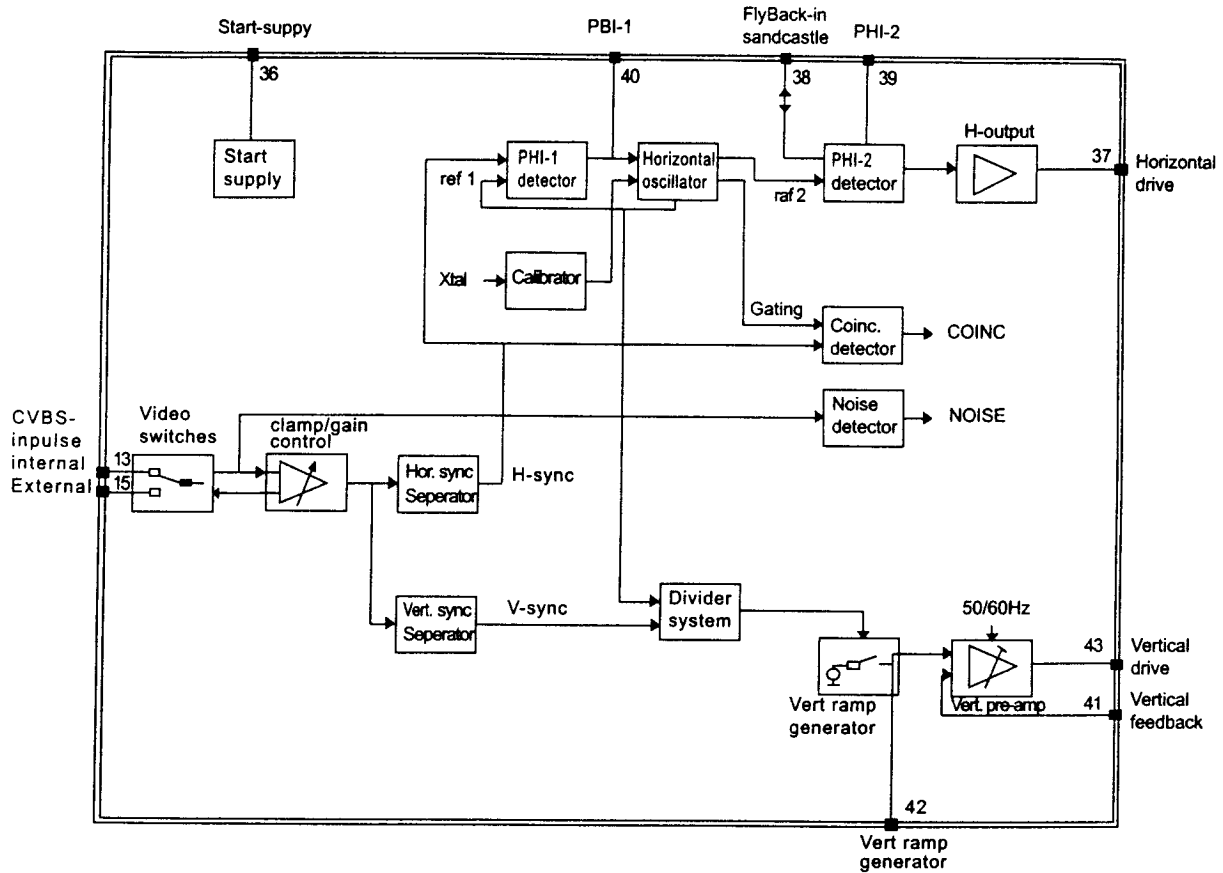 Start-suppy
PBI-1
FlyBack-in
sandcastle
PHI-2
36
40
38
39
Start
supply
PHI-1
detector
ref 1
Horizontal
oscillator
raf 2
PHI-2
detector
H-output
37
Horizontal
drive
Xtal
Calibrator
Gating
Coinc.
detector
COINC
Noise
detector
NOISE
CVBS-
inpulse
internal
External
13
15
Video
switches
clamp/gain
control
Hor. sync
Seperator
H-sync
Vert. sync
Seperator
V-sync
Divider
system
Vert ramp
generator
50/60Hz
Vert. pre-amp
43
Vertical
drive
41
Vertical
feedback
42
Vert ramp
generator